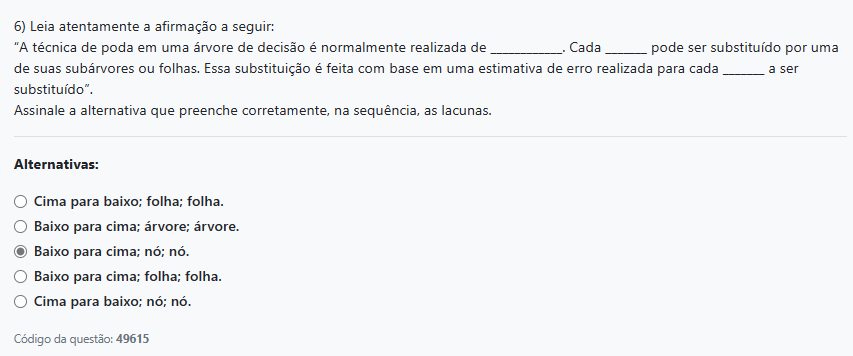 6) Leia atentamente a afirmação a seguir:
"A técnica de poda em uma árvore de decisão é normalmente realizada de ____________. Cada _______ pode ser substituído por uma
de suas subárvores ou folhas. Essa substituição é feita com base em uma estimativa de erro realizada para cada _______ a ser
substituído".
Assinale a alternativa que preenche corretamente, na sequência, as lacunas.
Alternativas:
Cima para baixo; folha; folha.
Baixo para cima; árvore; árvore.
Baixo para cima; nó; nó.
Baixo para cima; folha; folha.
Cima para baixo; nó; nó.
Código da questão: 49615